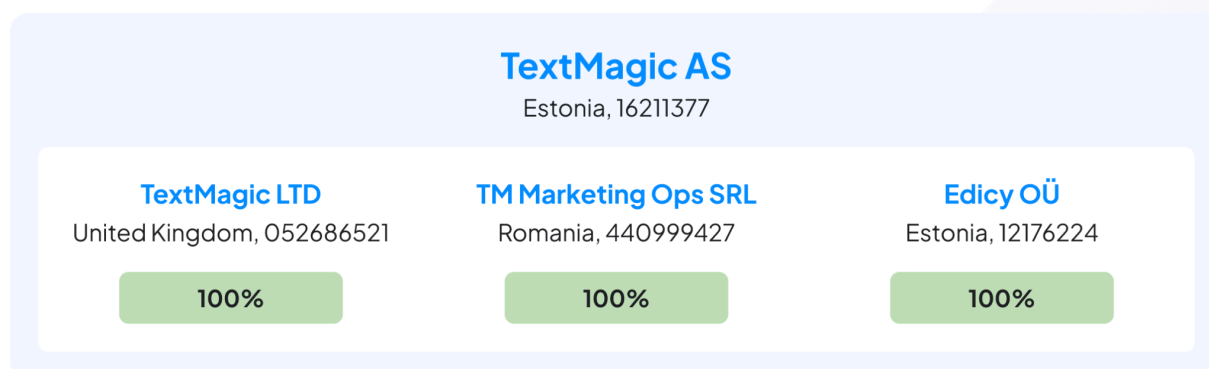 TextMagic AS
Estonia, 16211377
TextMagic LTD
United Kingdom, 052686521
100%
TM Marketing Ops SRL
Romania, 440999427
100%
Edicy OÜ
Estonia, 12176224
100%